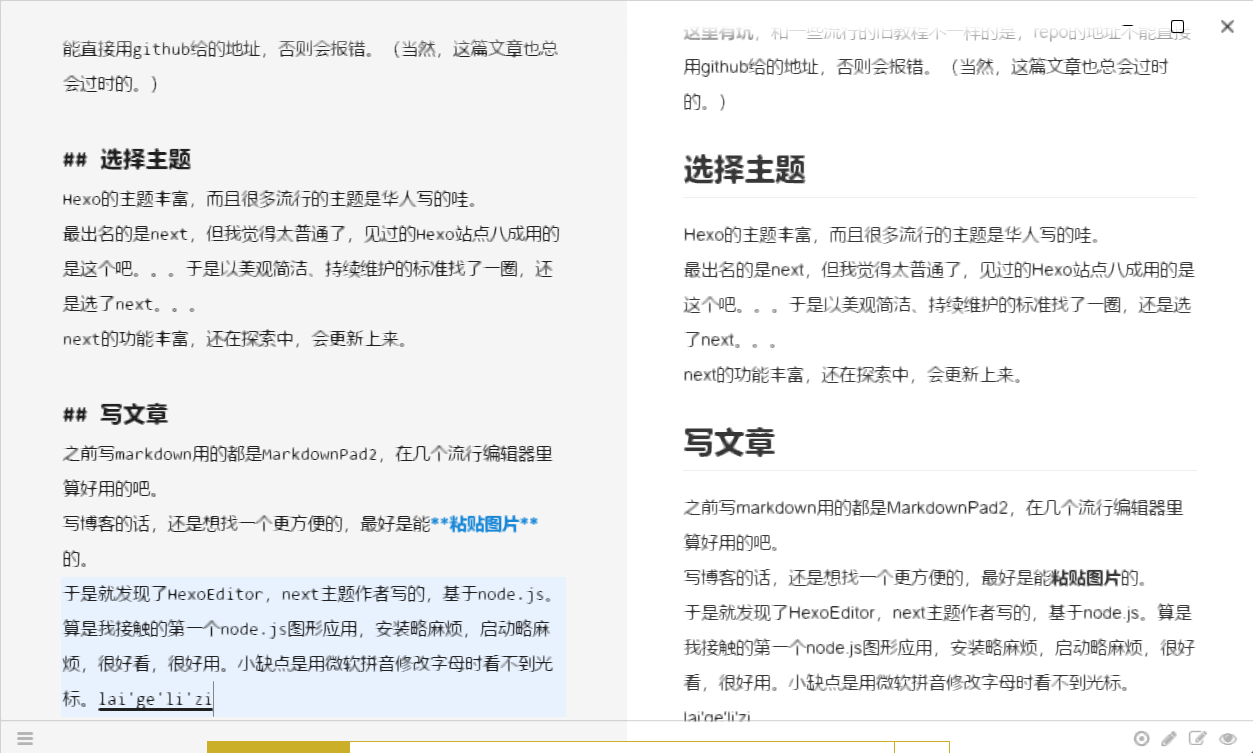 能直接用github给的地址，否则会报错。（当然，这篇文章也总
会过时的。）
## 选择主题
Hexo的主题丰富，而且很多流行的主题是华人写的哇。
最出名的是next，但我觉得太普通了，见过的Hexo站点八成用的
是这个吧。。。于是以美观简洁、持续维护的标准找了一圈，还
是选了next。。。
next的功能丰富，还在探索中，会更新上来。
## 写文章
之前写markdown用的都是MarkdownPad2，在几个流行编辑器里
算好用的吧。
写博客的话，还是想找一个更方便的，最好是能**粘贴图片**
的。
于是就发现了HexoEditor，next主题作者写的，基于node.js。
算是我接触的第一个node.js图形应用，安装略麻烦，启动略麻
烦，很好看，很好用。小缺点是用微软拼音修改字母时看不到光
标。lai'ge'li'zi
这里有坑，和一些流行的旧教程不一样的是，repo的地址不能直接
用github给的地址，否则会报错。（当然，这篇文章也总会过时
的。）
选择主题
Hexo的主题丰富，而且很多流行的主题是华人写的哇。
最出名的是next，但我觉得太普通了，见过的Hexo站点八成用的是
这个吧。。。于是以美观简洁、持续维护的标准找了一圈，还是选
了next。。。
next的功能丰富，还在探索中，会更新上来。
写文章
之前写markdown用的都是MarkdownPad2，在几个流行编辑器里
算好用的吧。
写博客的话，还是想找一个更方便的，最好是能粘贴图片的。
于是就发现了HexoEditor，next主题作者写的，基于node.js。算是
我接触的第一个node.js图形应用，安装略麻烦，启动略麻烦，很好
看，很好用。小缺点是用微软拼音修改字母时看不到光标。
lai'ge'li'zi